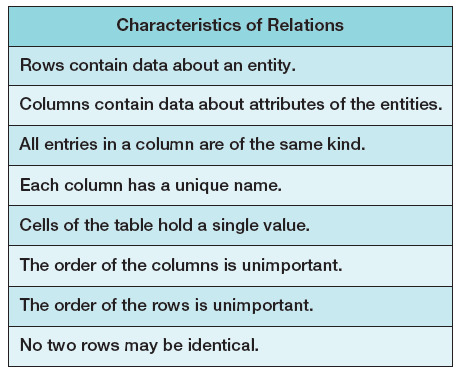 Characteristics of Relations
Rows contain data about an entity.
Columns contain data about attributes of the entities.
All entries in a column are of the same kind.
Each column has a unique name.
Cells of the table hold a single value.
The order of the columns is unimportant.
The order of the rows is unimportant.
No two rows may be identical.